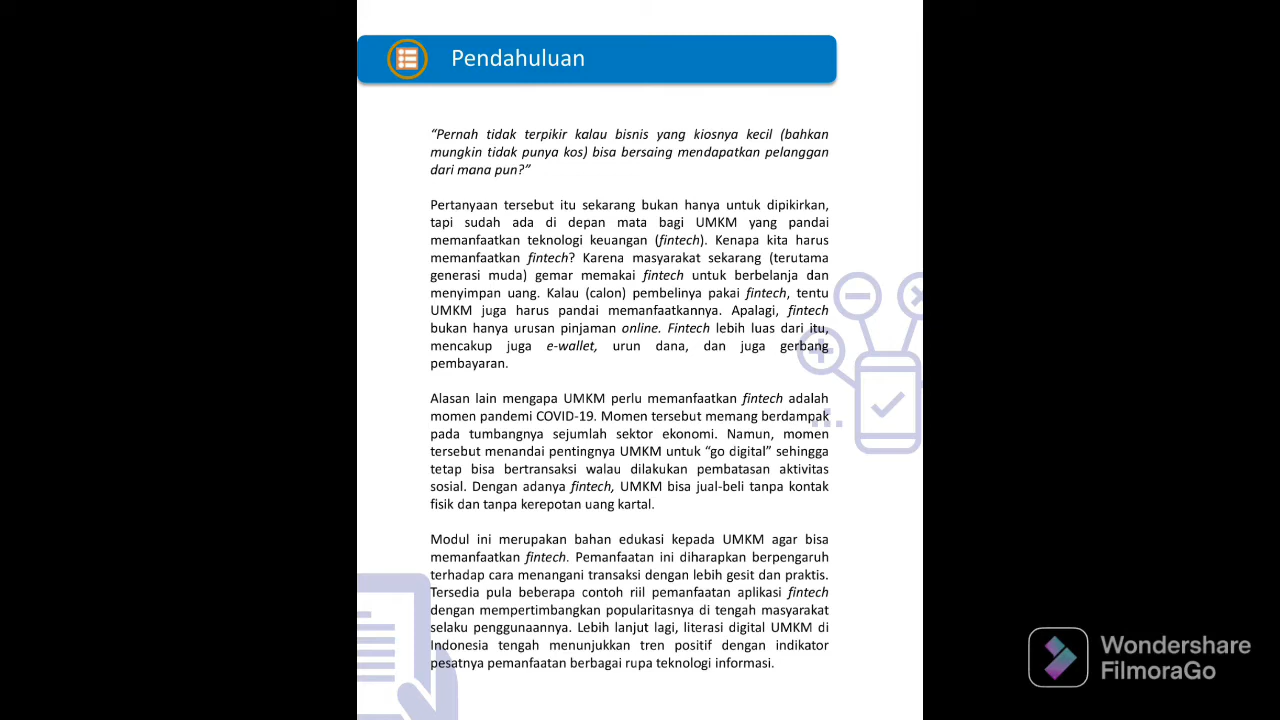 Pendahuluan
“Pernah tidak terpikir kalau bisnis yang kiosnya kecil (bahkan
mungkin tidak punya kos) bisa bersaing mendapatkan pelanggan
dari mana pun?”
Pertanyaan tersebut itu sekarang bukan hanya untuk dipikirkan,
tapi sudah ada di depan mata bagi UMKM yang pandai
memanfaatkan teknologi keuangan (fintech). Kenapa kita harus
memanfaatkan fintech? Karena masyarakat sekarang (terutama
generasi muda) gemar memakai fintech untuk berbelanja dan
menyimpan uang. Kalau (calon) pembelinya pakai fintech, tentu
UMKM juga harus pandai memanfaatkannya. Apalagi, fintech
bukan hanya urusan pinjaman online. Fintech lebih luas dari itu,
mencakup juga e-wallet, urun dana, dan juga gerbang
pembayaran.
Alasan lain mengapa UMKM perlu memanfaatkan fintech adalah
momen pandemi COVID-19. Momen tersebut memang berdampak
pada tumbangnya sejumlah sektor ekonomi. Namun, momen
tersebut menandai pentingnya UMKM untuk “go digital” sehingga
tetap bisa bertransaksi walau dilakukan pembatasan aktivitas
sosial. Dengan adanya fintech, UMKM bisa jual-beli tanpa kontak
fisik dan tanpa kerepotan uang kartal.
Modul ini merupakan bahan edukasi kepada UMKM agar bisa
memanfaatkan fintech. Pemanfaatan ini diharapkan berpengaruh
terhadap cara menangani transaksi dengan lebih gesit dan praktis.
Tersedia pula beberapa contoh riil pemanfaatan aplikasi fintech
dengan mempertimbangkan popularitasnya di tengah masyarakat
selaku penggunaannya. Lebih lanjut lagi, literasi digital UMKM di
Indonesia tengah menunjukkan tren positif dengan indikator
pesatnya pemanfaatan berbagai rupa teknologi informasi.
Wondershare
FilmoraGo